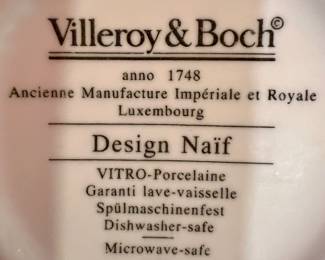 Villeroy & Boch©
anno 1748
Ancienne Manufacture Impériale et Royale
Luxembourg
Design Naïf
VITRO-Porcelaine
Garanti lave-vaisselle
Spülmaschinenfest
Dishwasher-safe
Microwave-safe